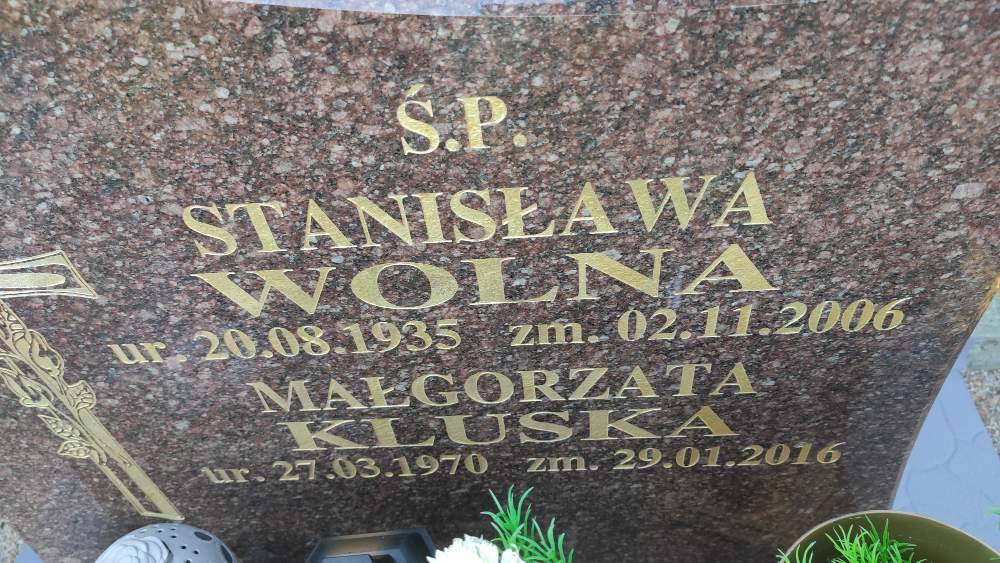 Ś.P.
STANISŁAWA
WOLNA
ur. 20.08.1935 zm. 02.11.2006
MAŁGORZATA
KLUSKA
ur. 27.03.1970 zm. 29.01.2016